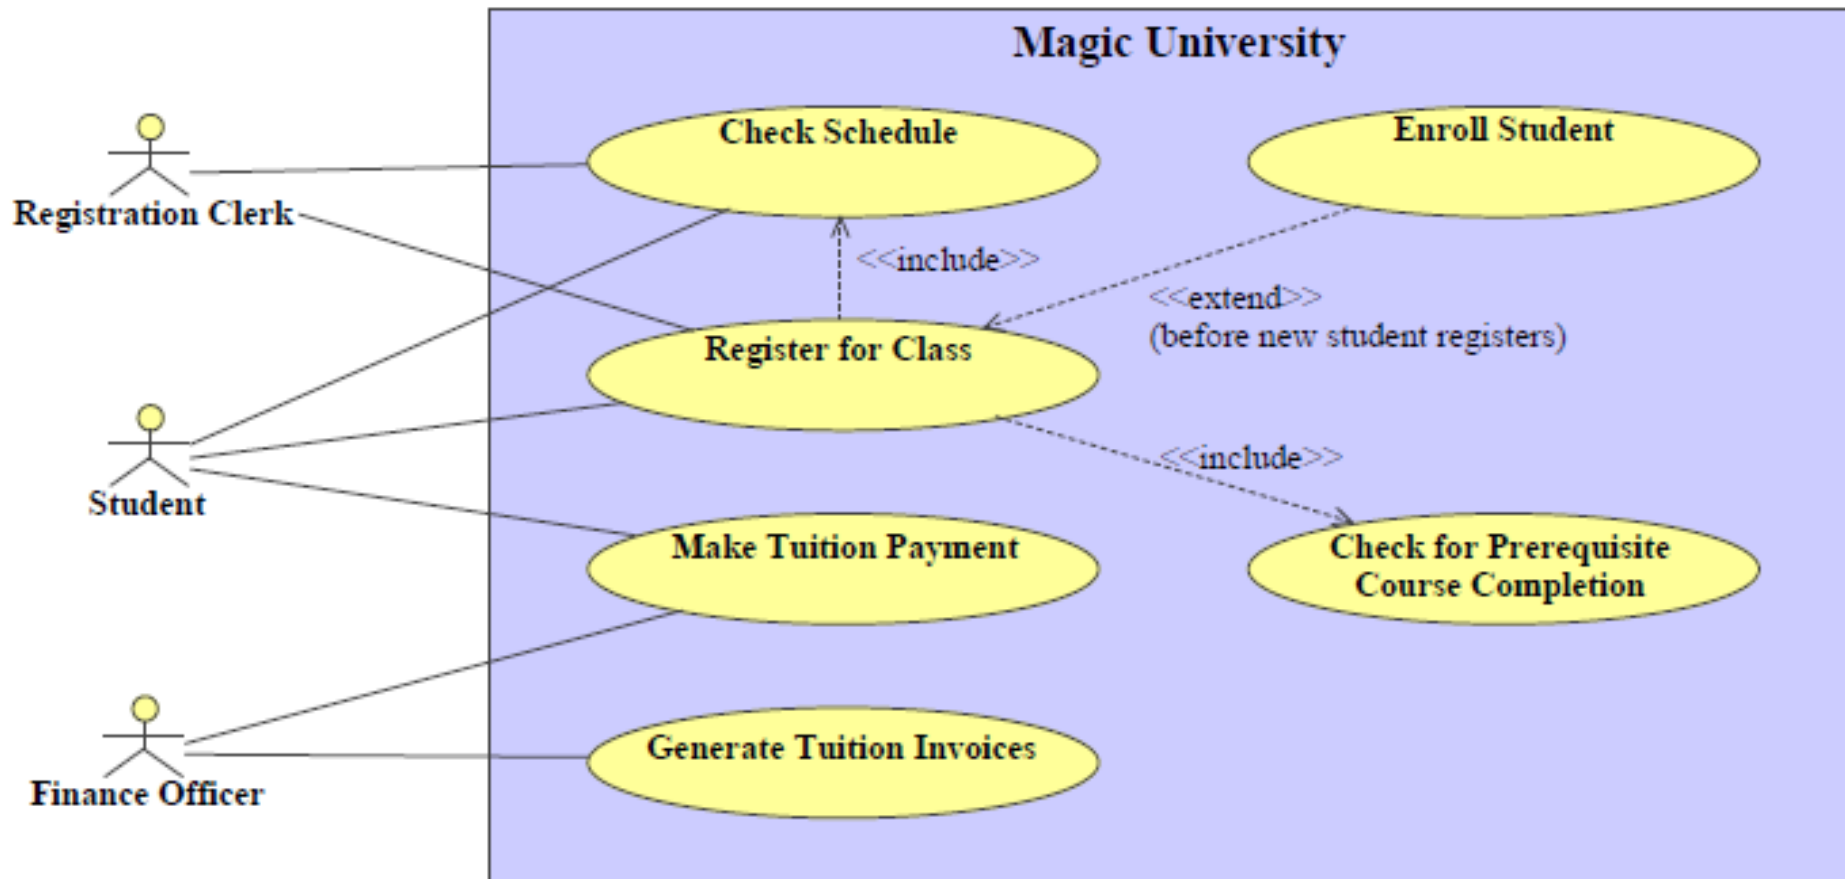 Magic University
Check Schedule
Enroll Student
Registration Clerk
<<include>>
<<extend>>
(before new student registers)
Register for Class
<<include>>
Student
Make Tuition Payment
Check for Prerequisite
Course Completion
Generate Tuition Invoices
Finance Officer